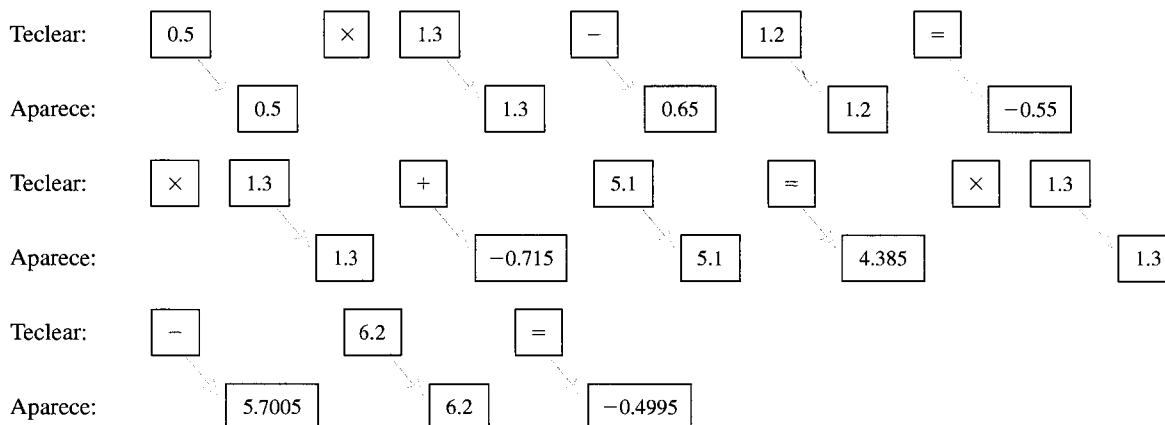 Teclear: 0.5 × 1.3 − 1.2 =
Aparece: 0.5 1.3 0.65 1.2 −0.55
Teclear: × 1.3 + 5.1 = × 1.3
Aparece: 1.3 −0.715 5.1 4.385 1.3
Teclear: − 6.2 =
Aparece: 5.7005 6.2 −0.4995